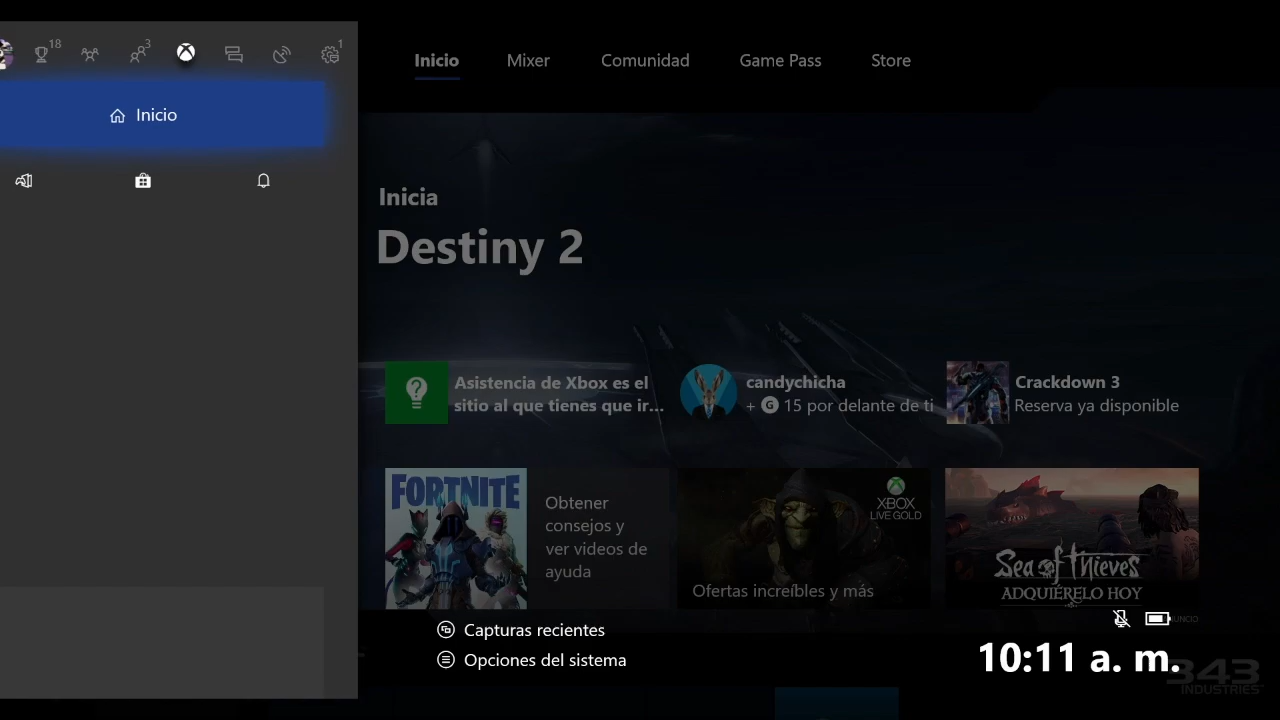 18
3
1
Inicio
Inicio
Mixer
Comunidad
Game Pass
Store
Inicia
Destiny 2
Asistencia de Xbox es el
sitio al que tienes que ir...
candychicha
+ G 15 por delante de ti
Crackdown 3
Reserva ya disponible
FORTNITE
Obtener
consejos y
ver videos de
ayuda
XBOX
LIVE GOLD
Ofertas increíbles y más
Sea of Thieves
ADQUIÉRELO HOY
Capturas recientes
Opciones del sistema
10:11 a. m.
343
INDUSTRIES